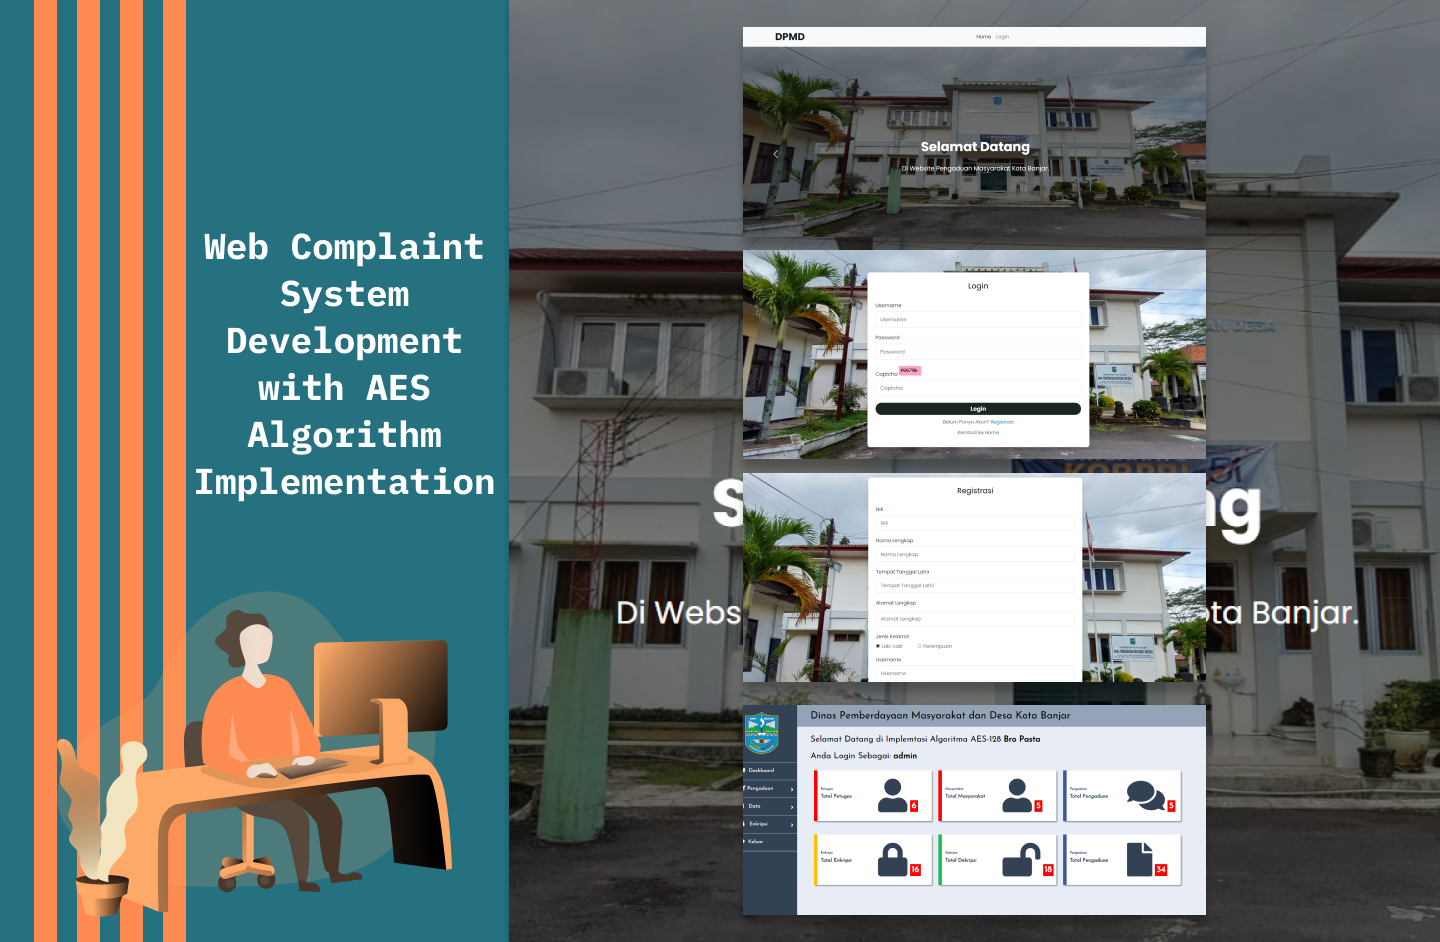 Web Complaint
System
Development
with AES
Algorithm
Implementation
DPMD
Home Login
Selamat Datang
Di Website Pengaduan Masyarakat Kota Banjar.
Login
Username
Username
Password
Password
Captcha
Captcha
Login
Belum Punya Akun? Registrasi
Kembali ke Home
Registrasi
NIK
NIK
Nama Lengkap
Nama Lengkap
Tempat Tanggal Lahir
Tempat Tanggal Lahir
Alamat Lengkap
Alamat Lengkap
Jenis Kelamin
Laki-Laki Perempuan
Username
Username
S
ng
Di Webs
ota Banjar.
Dinas Pemberdayaan Masyarakat dan Desa Kota Banjar
Selamat Datang di Implemtasi Algoritma AES-128 Bro Pasta
Anda Login Sebagai: admin
Dashboard
Pengaduan
Data
Enkripsi
Keluar
Petugas
Total Petugas
6
Masyarakat
Total Masyarakat
5
Pengaduan
Total Pengaduan
5
Enkripsi
Total Enkripsi
16
Dekripsi
Total Dekripsi
18
Pengaduan
Total Pengaduan
34